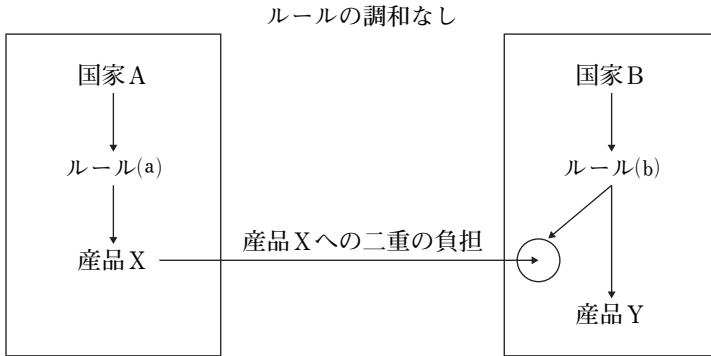 ルールの調和なし
国家A
ルール(a)
産品X
産品Xへの二重の負担
国家B
ルール(b)
産品Y